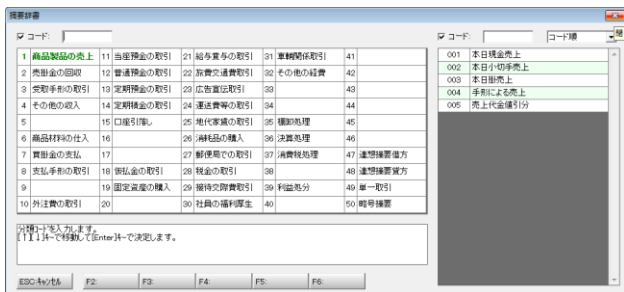 摘要辞書
コード:
コード:
コード順
閉
1 商品製品の売上 11 当座預金の取引 21 給与賞与の取引 31 車輌関係取引 41
2 売掛金の回収 12 普通預金の取引 22 旅費交通費取引 32 その他の経費 42
3 受取手形の取引 13 定期預金の取引 23 広告宣伝取引 33 43
4 その他の収入 14 定期積金の取引 24 運送費等の取引 34 44
5 15 口座引落し 25 地代家賃の取引 35 棚卸処理 45
6 商品材料の仕入 16 26 消耗品の購入 36 決算処理 46
7 買掛金の支払 17 27 郵便局での取引 37 消費税処理 47 連想摘要借方
8 支払手形の取引 18 仮払金の取引 28 税金の取引 38 48 連想摘要貸方
9 19 固定資産の購入 29 接待交際費取引 39 利益処分 49 単一取引
10 外注費の取引 20 30 社員の福利厚生 40 50 暗号摘要
001 本日現金売上
002 本日小切手売上
003 本日掛売上
004 手形による売上
005 売上代金値引分
分類コードを入力します。
[↑][↓]キーで移動して[Enter]キーで決定します。
ESC:キャンセル F2: F3: F4: F5: F6: